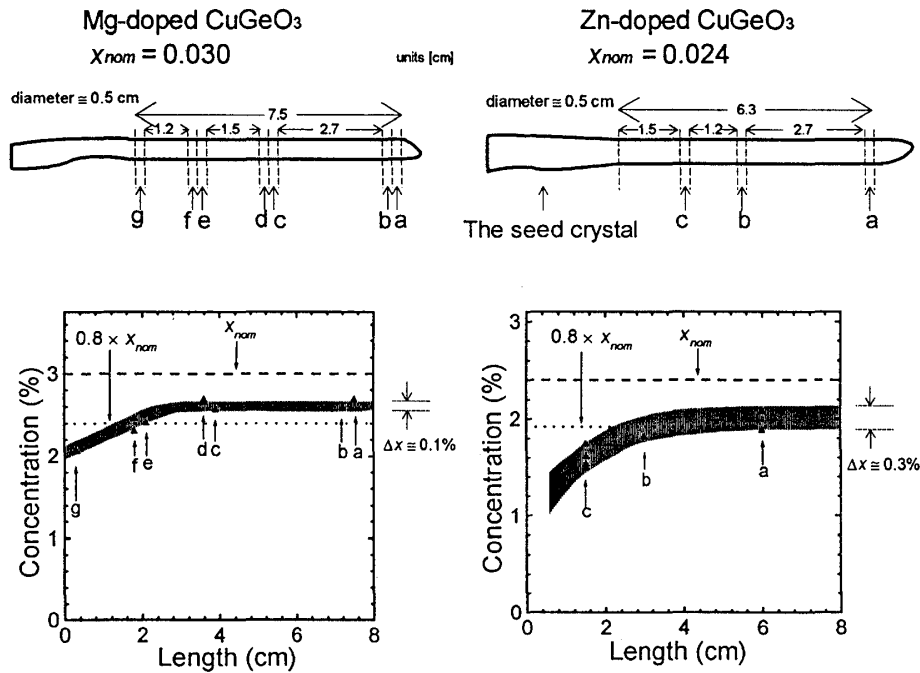 Mg-doped CuGeO3
Xnom = 0.030
units [cm]
diameter ≅ 0.5 cm
7.5
1.2
1.5
2.7
g
f e
d c
b a
Zn-doped CuGeO3
Xnom = 0.024
diameter ≅ 0.5 cm
6.3
1.5
1.2
2.7
The seed crystal
c
b
a
Concentration (%)
3
2
1
0
0.8 × Xnom
Xnom
g
f e
d c
b a
Δx ≅ 0.1%
0 2 4 6 8
Length (cm)
Concentration (%)
3
2
1
0
0.8 × Xnom
Xnom
c
b
a
Δx ≅ 0.3%
0 2 4 6 8
Length (cm)